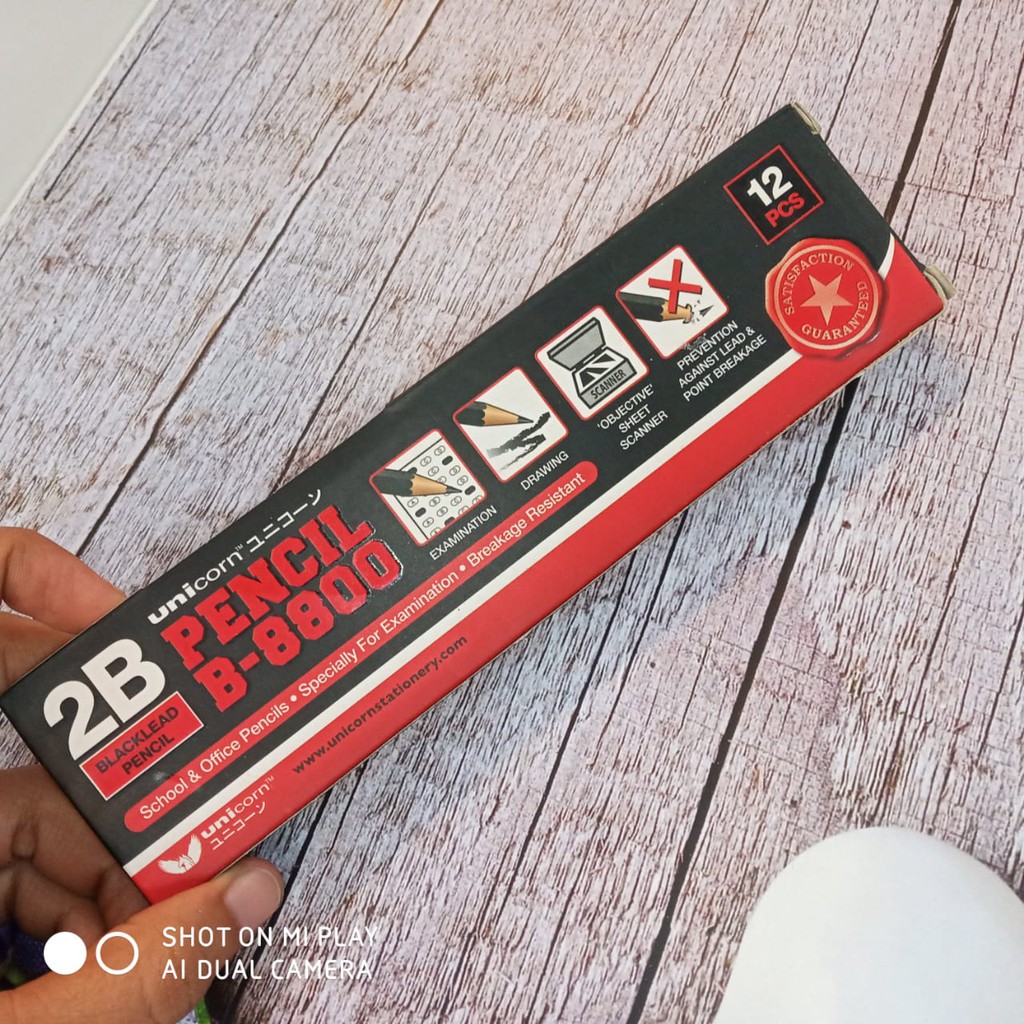 12
PCS
SATISFACTION
GUARANTEED
PREVENTION
AGAINST LEAD &
POINT BREAKAGE
SCANNER
'OBJECTIVE'
SHEET
SCANNER
DRAWING
EXAMINATION
unicorn™ ユニコーン
PENCIL
B-8800
2B
BLACKLEAD
PENCIL
School & Office Pencils • Specially For Examination • Breakage Resistant
www.unicornstationery.com
unicorn™
ユニコーン
SHOT ON MI PLAY
AI DUAL CAMERA